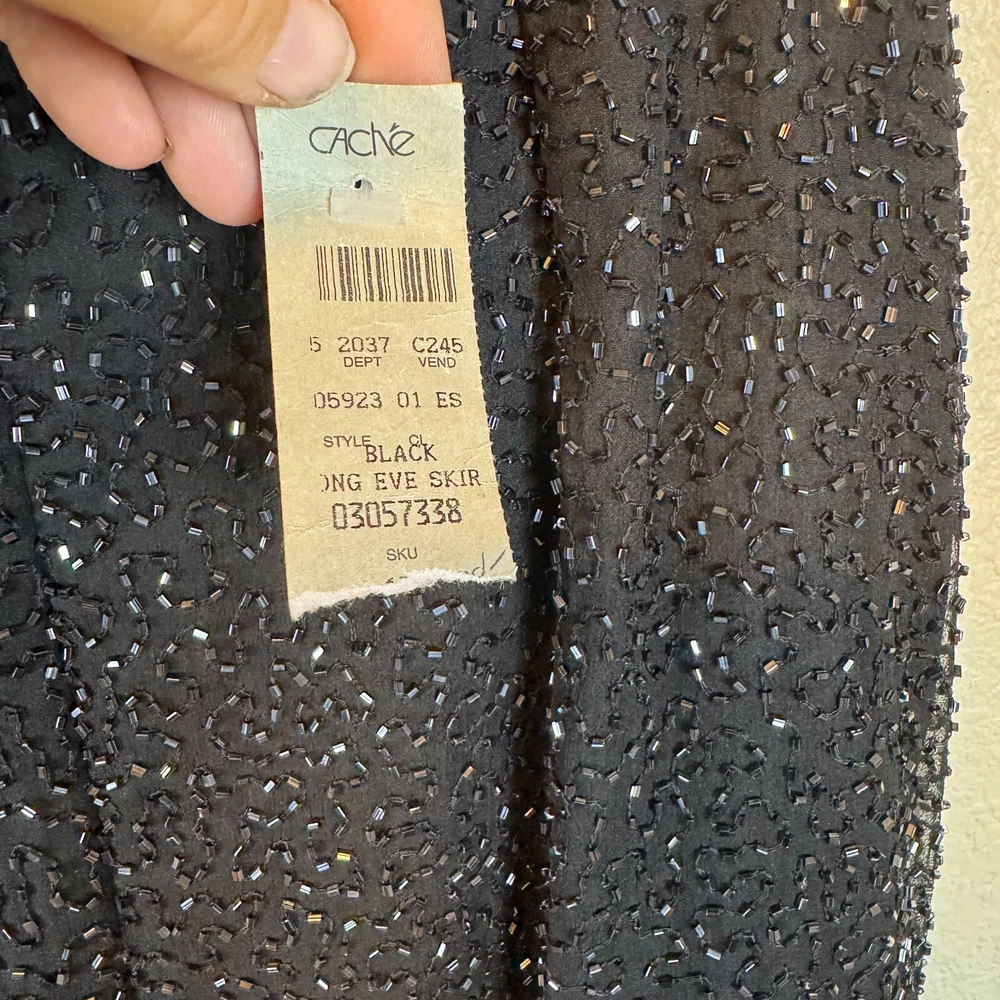 CAChé
5 2037 C245
DEPT VEND
05923 01 ES
STYLE CL
BLACK
ONG EVE SKIR
03057338
SKU